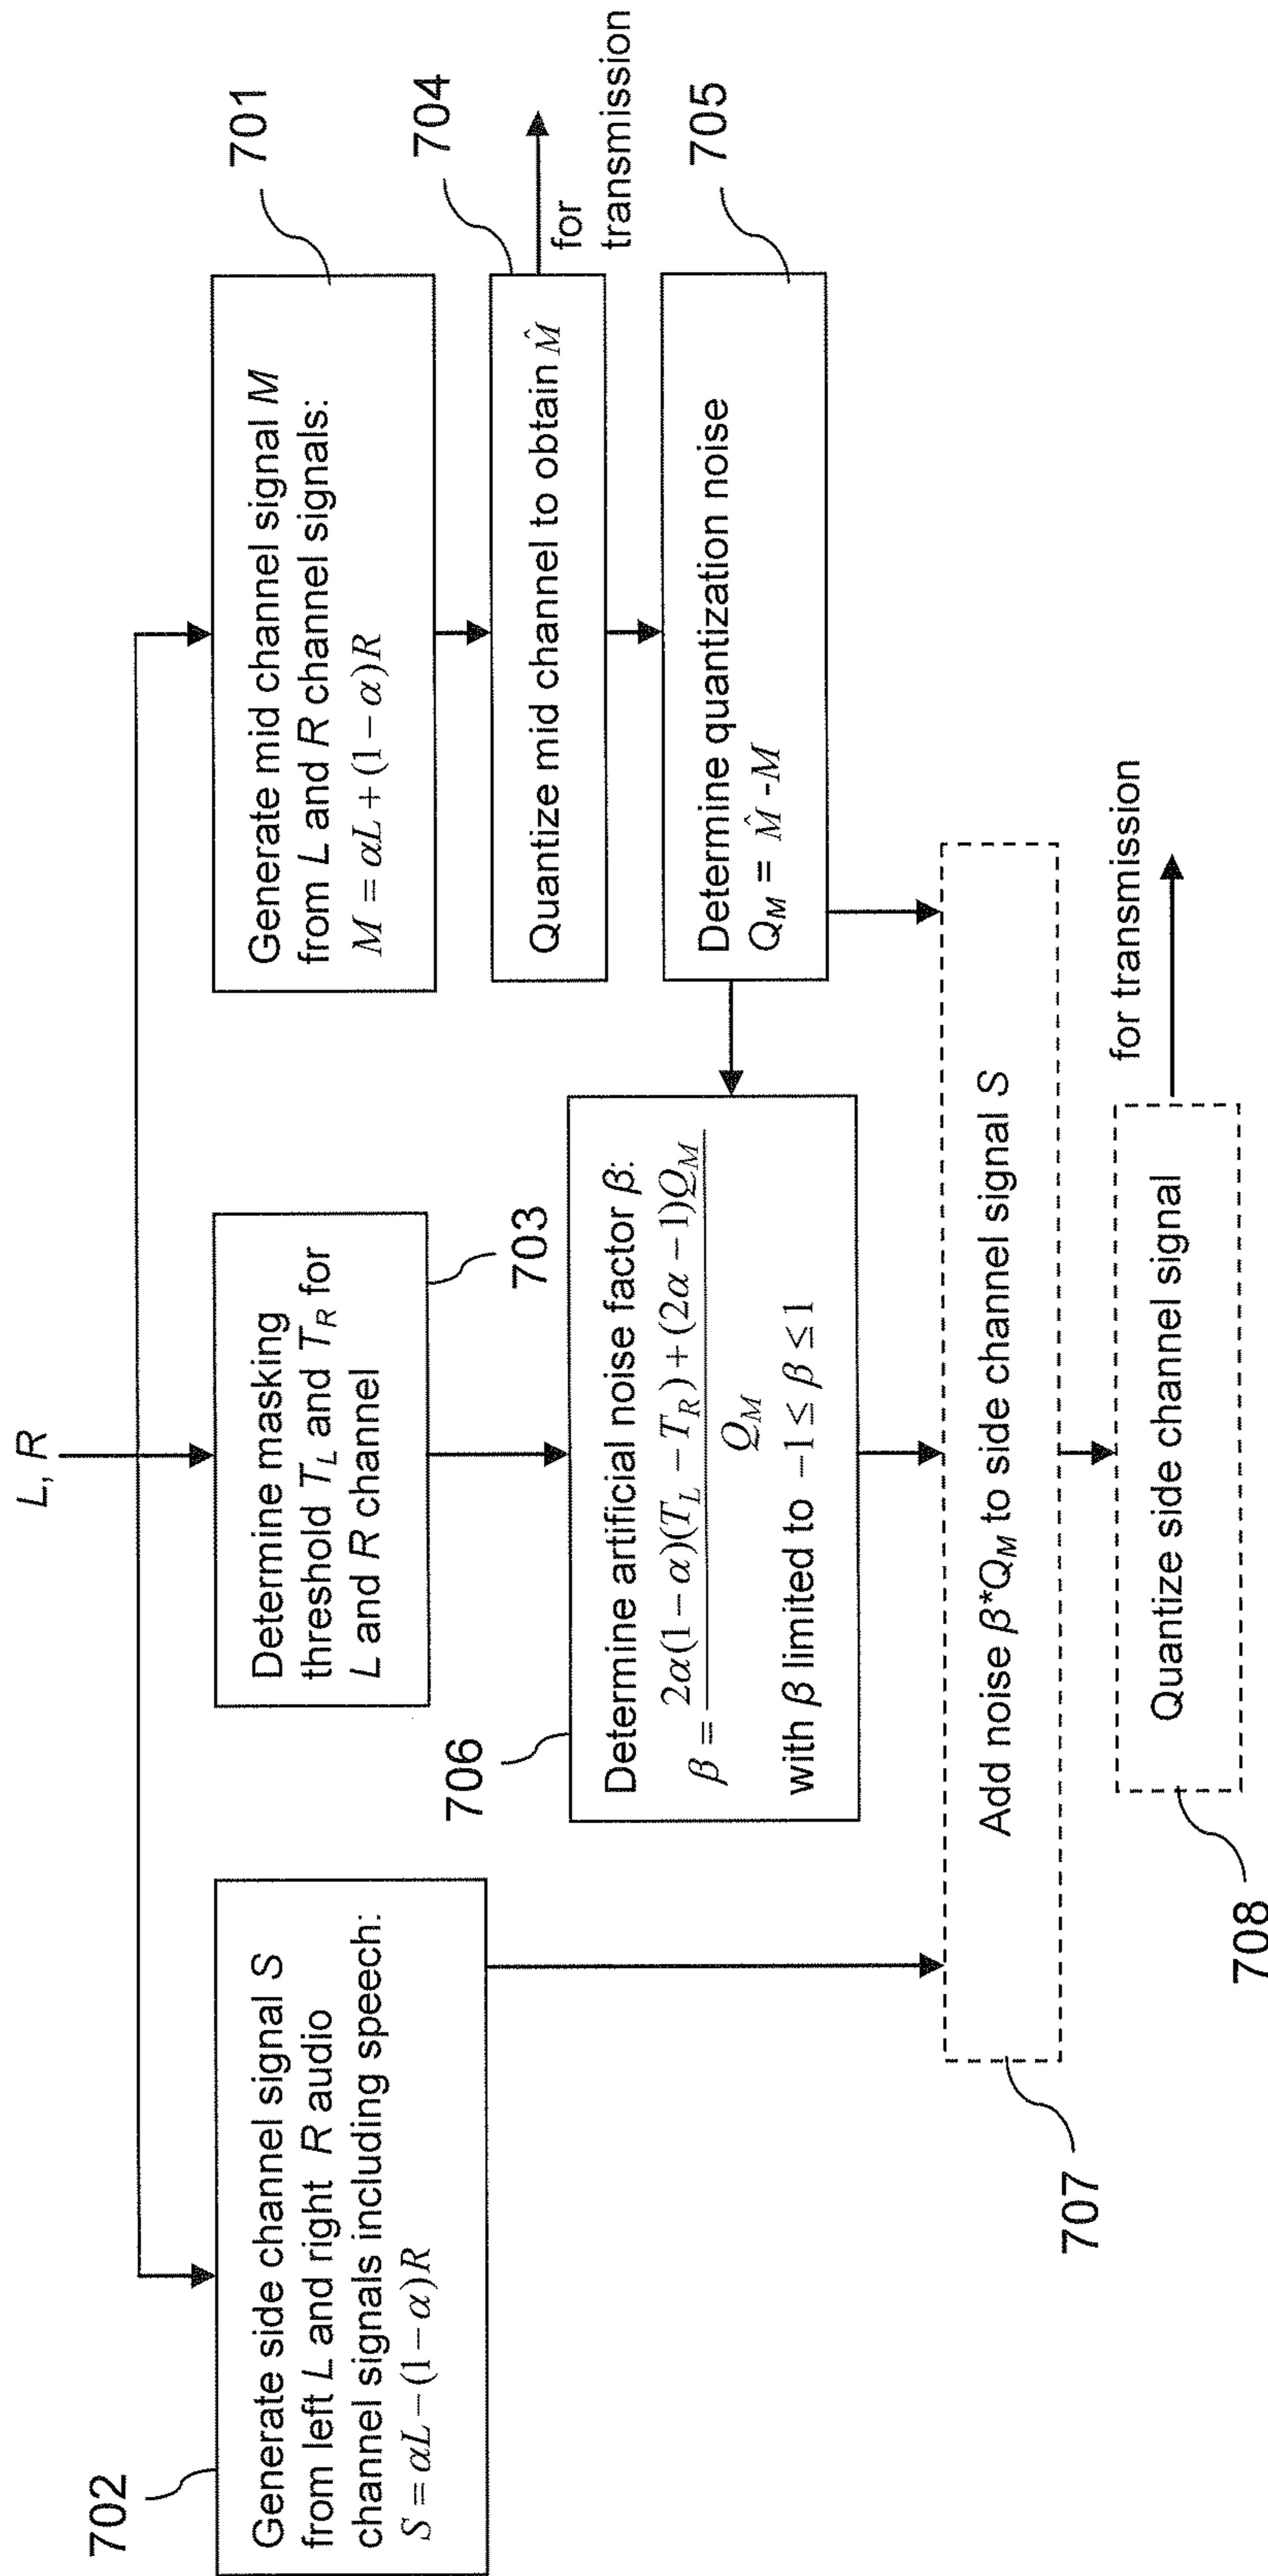 L, R
702
Generate side channel signal S
from left L and right R audio
channel signals including speech:
S = αL − (1 − α)R
Determine masking
threshold T_L and T_R for
L and R channel
703
Generate mid channel signal M
from L and R channel signals:
M = αL + (1 − α)R
701
Quantize mid channel to obtain M̂
704
for
transmission
Determine quantization noise
Q_M = M̂ - M
705
706
Determine artificial noise factor β:
β = \frac{2α(1 − α)(T_L − T_R) + (2α − 1)Q_M}{Q_M}
with β limited to −1 ≤ β ≤ 1
Add noise β*Q_M to side channel signal S
707
Quantize side channel signal
708
for transmission